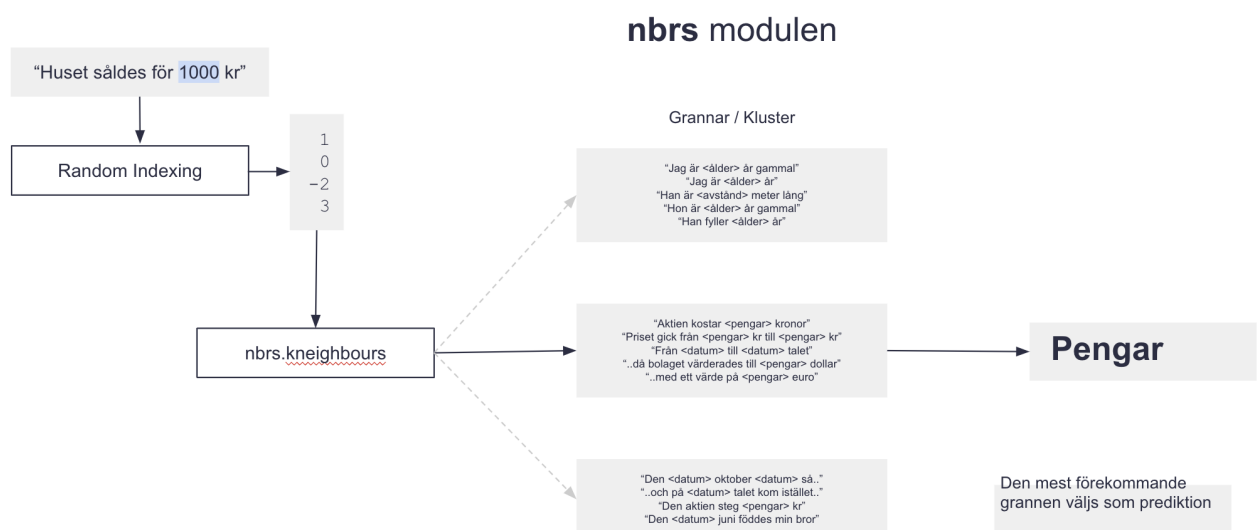 nbrs modulen
“Huset såldes för 1000 kr”
Random Indexing
1
0
-2
3
nbrs.kneighbours
Grannar / Kluster
“Jag är <ålder> år gammal”
“Jag är <ålder> år”
“Han är <avstånd> meter lång”
“Hon är <ålder> år gammal”
“Han fyller <ålder> år”
“Aktien kostar <pengar> kronor”
“Priset gick från <pengar> kr till <pengar> kr”
“Från <datum> till <datum> talet”
“..då bolaget värderades till <pengar> dollar”
“..med ett värde på <pengar> euro”
“Den <datum> oktober <datum> så..”
“..och på <datum> talet kom istället..”
“Den aktien steg <pengar> kr”
“Den <datum> juni föddes min bror”
Pengar
Den mest förekommande
grannen väljs som prediktion